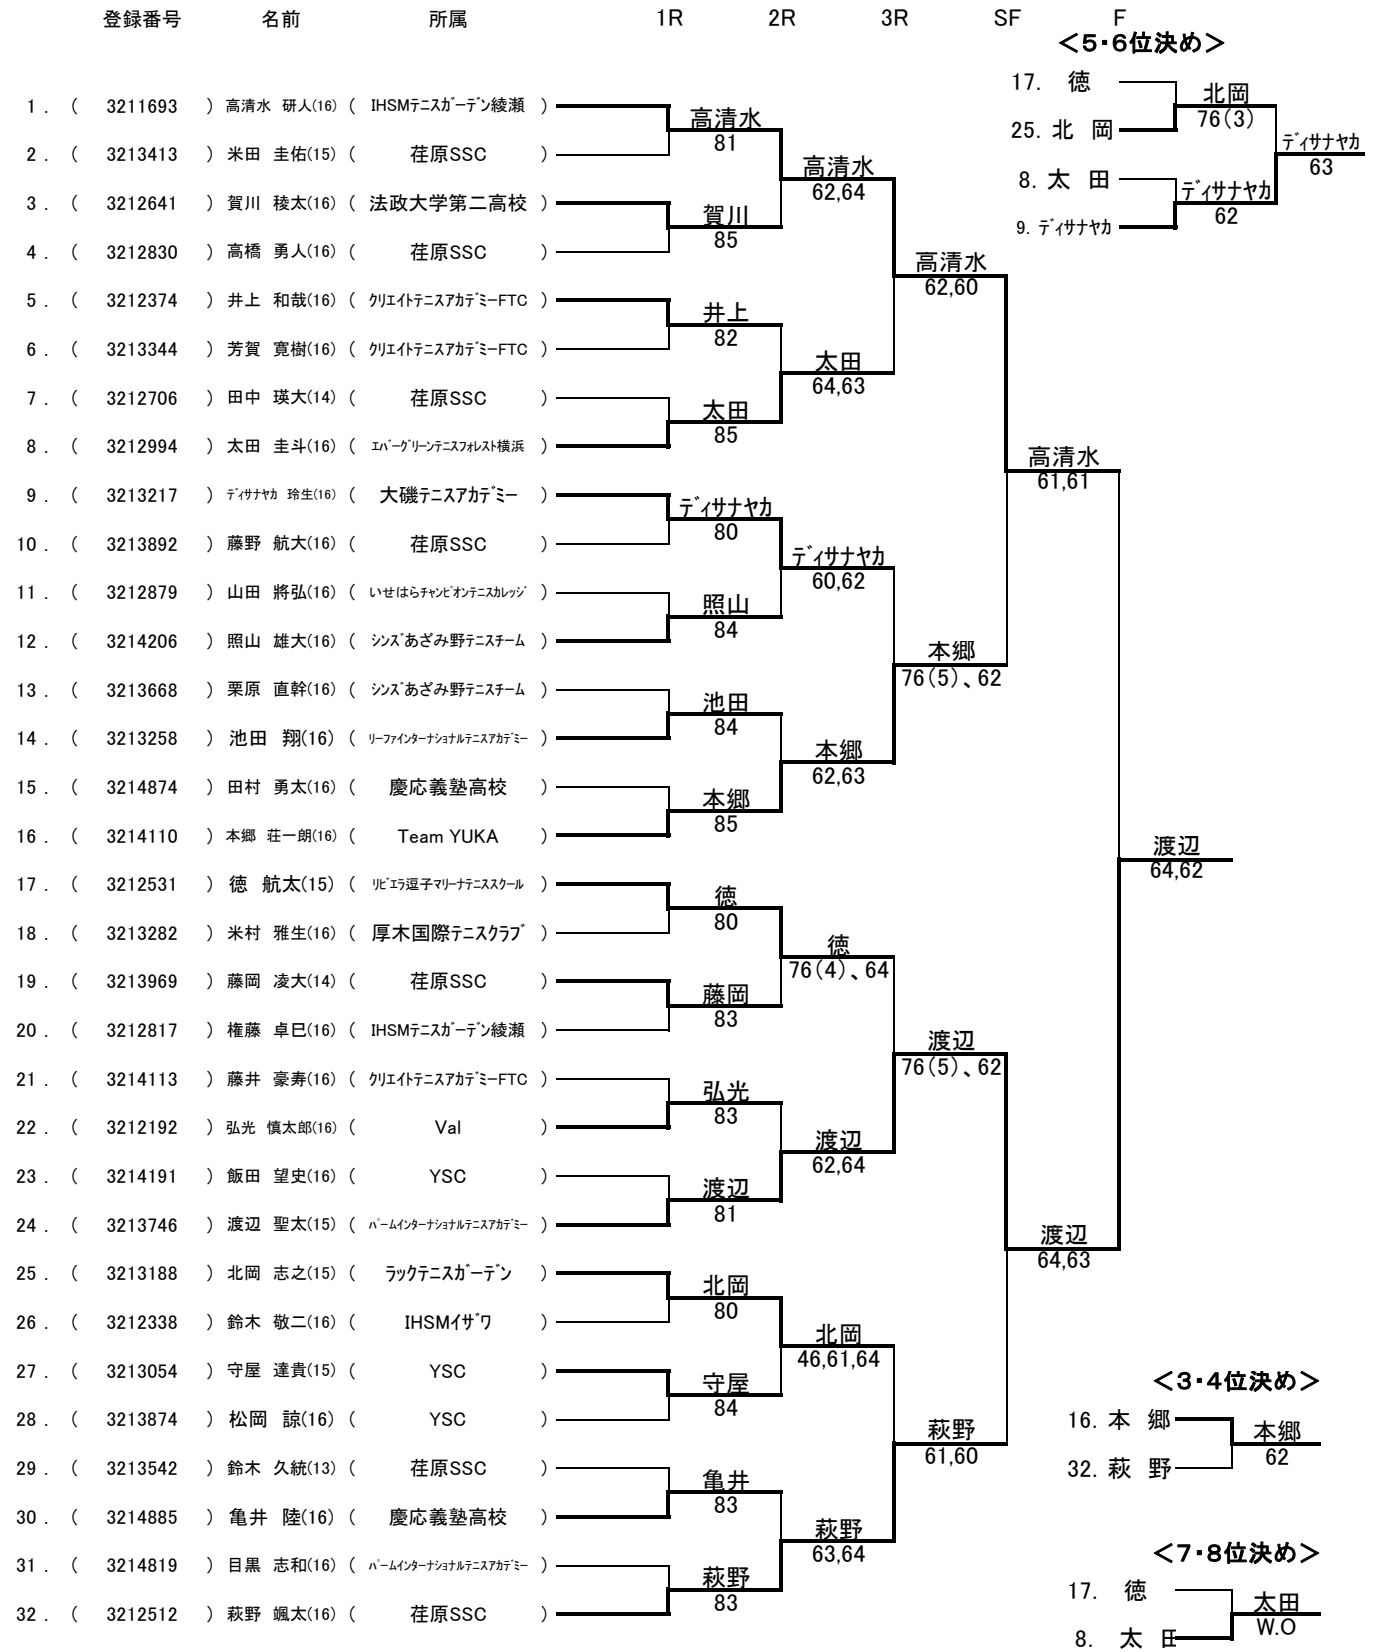 登録番号 名前 所属 1R 2R 3R SF F
＜5・6位決め＞
17. 徳
北岡
76(3)
25. 北 岡
ディサナヤカ
63
8. 太 田
ディサナヤカ
62
9. ディサナヤカ
1 . ( 3211693 ) 高清水 研人(16) ( IHSMテニスガーデン綾瀬 )
高清水
81
2 . ( 3213413 ) 米田 圭佑(15) ( 荏原SSC )
高清水
62,64
3 . ( 3212641 ) 賀川 稜太(16) ( 法政大学第二高校 )
賀川
85
4 . ( 3212830 ) 高橋 勇人(16) ( 荏原SSC )
高清水
62,60
5 . ( 3212374 ) 井上 和哉(16) ( クリエイトテニスアカデミーFTC )
井上
82
6 . ( 3213344 ) 芳賀 寛樹(16) ( クリエイトテニスアカデミーFTC )
太田
64,63
7 . ( 3212706 ) 田中 瑛大(14) ( 荏原SSC )
太田
85
8 . ( 3212994 ) 太田 圭斗(16) ( エバーグリーンテニスフォレスト横浜 )
高清水
61,61
9 . ( 3213217 ) ディサナヤカ 玲生(16) ( 大磯テニスアカデミー )
ディサナヤカ
80
10 . ( 3213892 ) 藤野 航大(16) ( 荏原SSC )
ディサナヤカ
60,62
11 . ( 3212879 ) 山田 將弘(16) ( いせはらチャンピオンテニスカレッジ )
照山
84
12 . ( 3214206 ) 照山 雄大(16) ( シンズあざみ野テニスチーム )
本郷
76(5)、62
13 . ( 3213668 ) 栗原 直幹(16) ( シンズあざみ野テニスチーム )
池田
84
14 . ( 3213258 ) 池田 翔(16) ( リーファインターナショナルテニスアカデミー )
本郷
62,63
15 . ( 3214874 ) 田村 勇太(16) ( 慶応義塾高校 )
本郷
85
16 . ( 3214110 ) 本郷 荘一朗(16) ( Team YUKA )
渡辺
64,62
17 . ( 3212531 ) 徳 航太(15) ( リビエラ逗子マリーナテニススクール )
徳
80
18 . ( 3213282 ) 米村 雅生(16) ( 厚木国際テニスクラブ )
徳
76(4)、64
19 . ( 3213969 ) 藤岡 凌大(14) ( 荏原SSC )
藤岡
83
20 . ( 3212817 ) 権藤 卓巳(16) ( IHSMテニスガーデン綾瀬 )
渡辺
76(5)、62
21 . ( 3214113 ) 藤井 豪寿(16) ( クリエイトテニスアカデミーFTC )
弘光
83
22 . ( 3212192 ) 弘光 慎太郎(16) ( Val )
渡辺
62,64
23 . ( 3214191 ) 飯田 望史(16) ( YSC )
渡辺
81
24 . ( 3213746 ) 渡辺 聖太(15) ( パームインターナショナルテニスアカデミー )
渡辺
64,63
25 . ( 3213188 ) 北岡 志之(15) ( ラックテニスガーデン )
北岡
80
26 . ( 3212338 ) 鈴木 敬二(16) ( IHSMイザワ )
北岡
46,61,64
27 . ( 3213054 ) 守屋 達貴(15) ( YSC )
守屋
84
28 . ( 3213874 ) 松岡 諒(16) ( YSC )
萩野
61,60
29 . ( 3213542 ) 鈴木 久統(13) ( 荏原SSC )
亀井
83
30 . ( 3214885 ) 亀井 陸(16) ( 慶応義塾高校 )
萩野
63,64
31 . ( 3214819 ) 目黒 志和(16) ( パームインターナショナルテニスアカデミー )
萩野
83
32 . ( 3212512 ) 萩野 颯太(16) ( 荏原SSC )
＜3・4位決め＞
16. 本 郷
本郷
62
32. 萩 野
＜7・8位決め＞
17. 徳
太田
W.O
8. 太 田